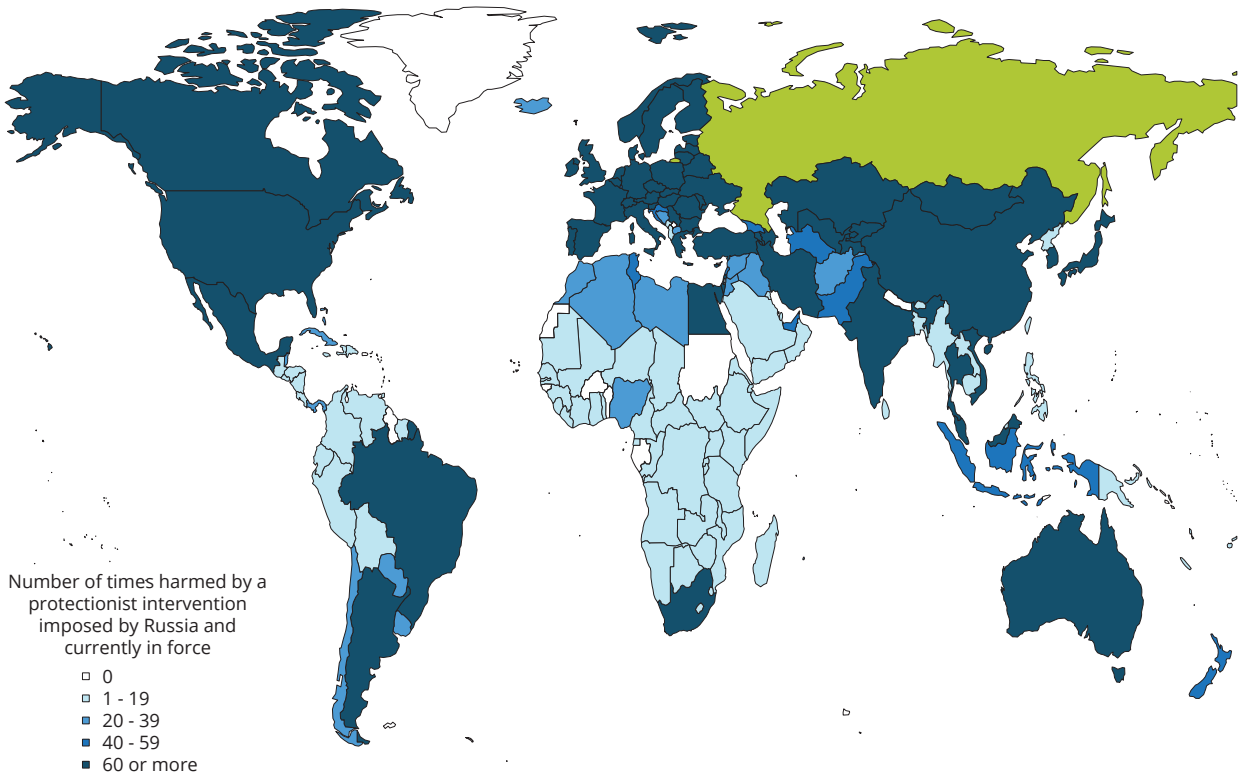 Number of times harmed by a
protectionist intervention
imposed by Russia and
currently in force
0
1 - 19
20 - 39
40 - 59
60 or more